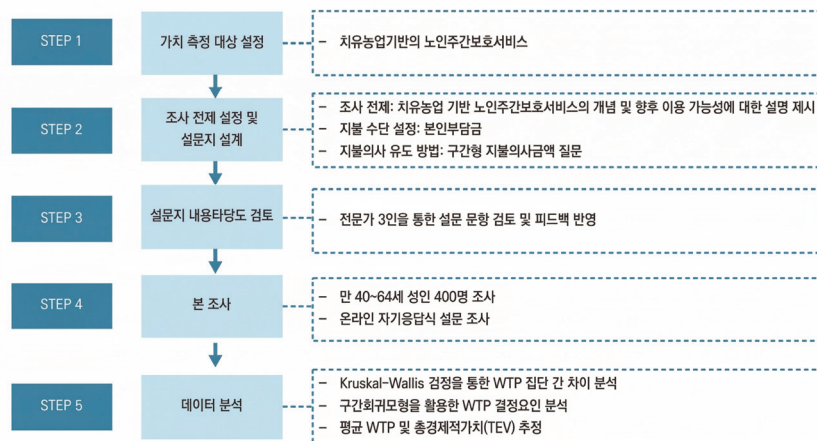 STEP 1
가치 측정 대상 설정
- 치유농업기반의 노인주간보호서비스
STEP 2
조사 전제 설정 및
설문지 설계
- 조사 전제: 치유농업 기반 노인주간보호서비스의 개념 및 향후 이용 가능성에 대한 설명 제시
- 지불 수단 설정: 본인부담금
- 지불의사 유도 방법: 구간형 지불의사금액 질문
STEP 3
설문지 내용타당도 검토
- 전문가 3인을 통한 설문 문항 검토 및 피드백 반영
STEP 4
본 조사
- 만 40~64세 성인 400명 조사
- 온라인 자기응답식 설문 조사
STEP 5
데이터 분석
- Kruskal-Wallis 검정을 통한 WTP 집단 간 차이 분석
- 구간회귀모형을 활용한 WTP 결정요인 분석
- 평균 WTP 및 총경제적가치(TEV) 추정